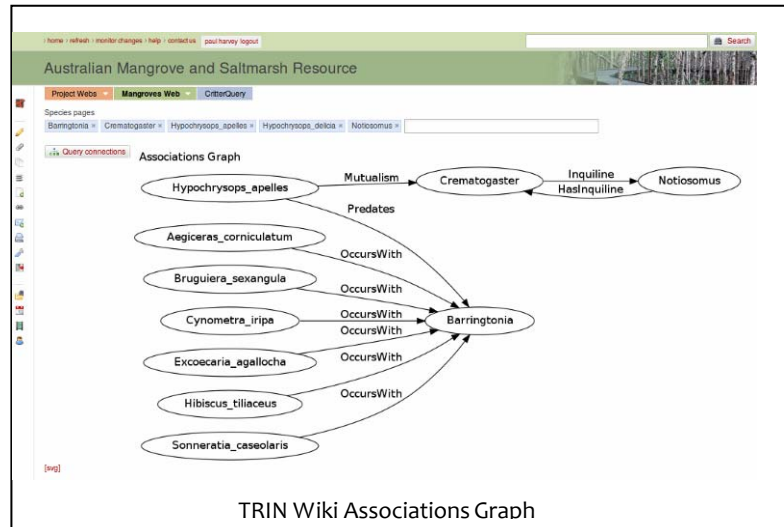 home refresh monitor changes help contact us paul harvey logout Search
Australian Mangrove and Saltmarsh Resource
Project Webs Mangroves Web CritterQuery
Species pages
Barringtonia × Crematogaster × Hypochrysops_apelles × Hypochrysops_delicia × Notiosomus ×
Query connections
Associations Graph
Hypochrysops_apelles
Mutualism
Crematogaster
Inquiline
HasInquiline
Notiosomus
Predates
Aegiceras_corniculatum
OccursWith
Bruguiera_sexangula
OccursWith
Cynometra_iripa
OccursWith
Barringtonia
OccursWith
Excoecaria_agallocha
OccursWith
Hibiscus_tiliaceus
OccursWith
Sonneratia_caseolaris
[svg]
TRIN Wiki Associations Graph